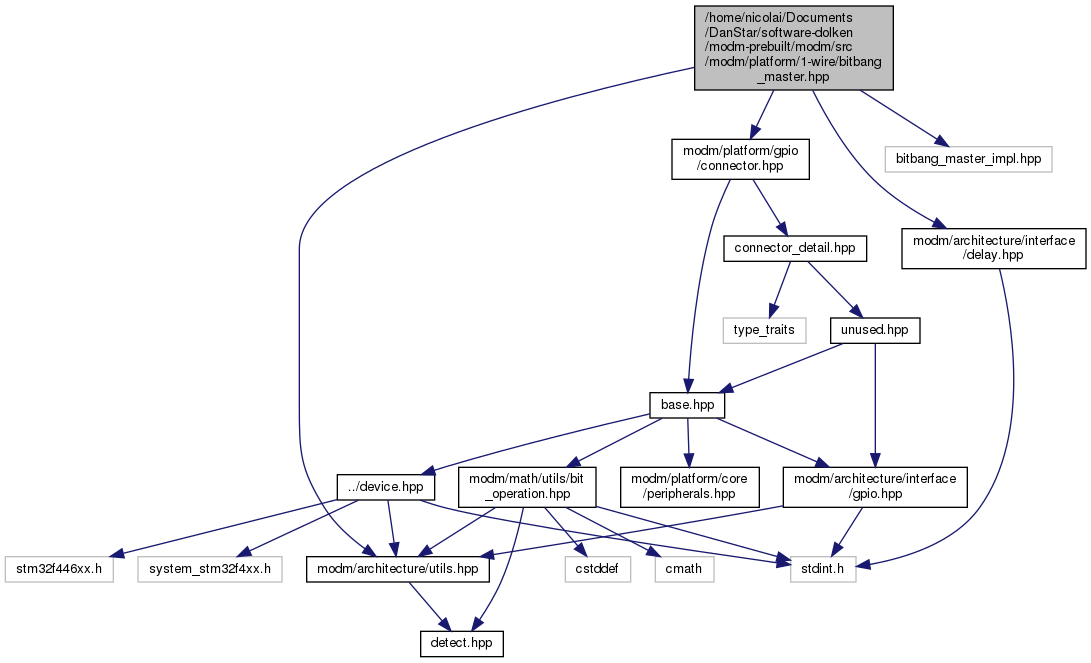 /home/nicolai/Documents
/DanStar/software-dolken
/modm-prebuilt/modm/src
/modm/platform/1-wire/bitbang
_master.hpp
modm/platform/gpio
/connector.hpp
bitbang_master_impl.hpp
connector_detail.hpp
modm/architecture/interface
/delay.hpp
type_traits
unused.hpp
base.hpp
../device.hpp
modm/math/utils/bit
_operation.hpp
modm/platform/core
/peripherals.hpp
modm/architecture/interface
/gpio.hpp
stm32f446xx.h
system_stm32f4xx.h
modm/architecture/utils.hpp
cstddef
cmath
stdint.h
detect.hpp